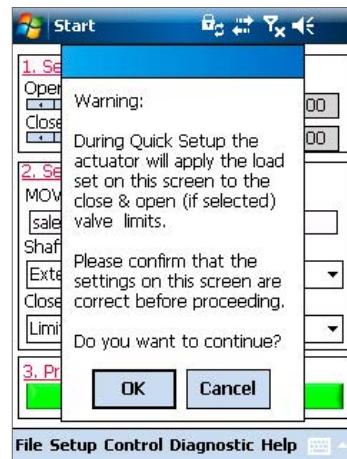 Start
1. Se
Oper
00
Close
00
Warning:
During Quick Setup the
actuator will apply the load
set on this screen to the
close & open (if selected)
valve limits.
Please confirm that the
settings on this screen are
correct before proceeding.
Do you want to continue?
OK Cancel
2. Se
MOV
sale
Shaf
Exte
Close
Limi
3. Pr
File Setup Control Diagnostic Help